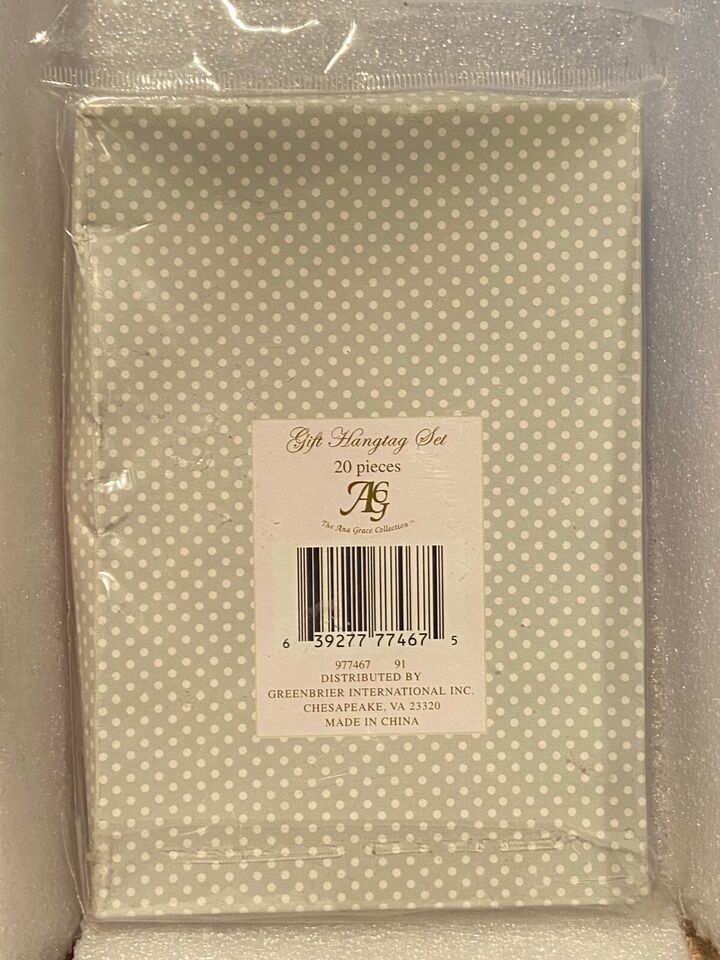 Gift Hangtag Set
20 pieces
AG
The Ana Grace Collection™
6 39277 77467 5
977467 91
DISTRIBUTED BY
GREENBRIER INTERNATIONAL INC.
CHESAPEAKE, VA 23320
MADE IN CHINA